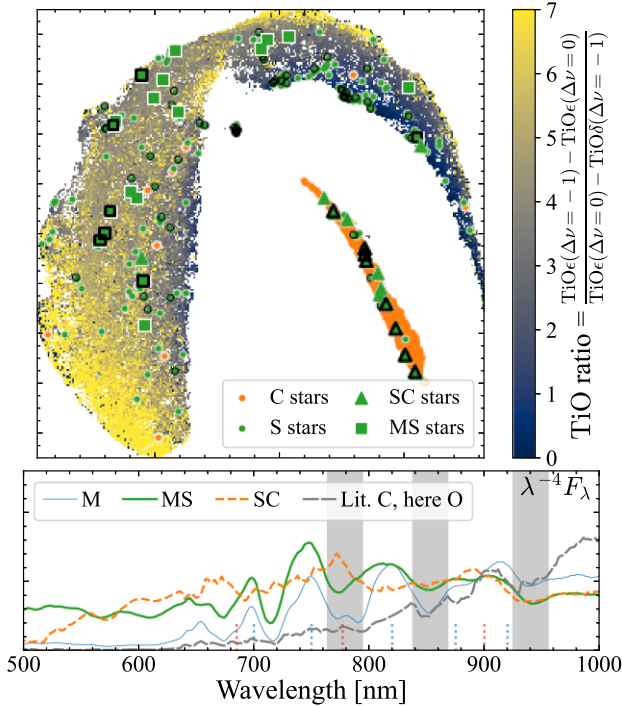 7
6
5
4
3
2
1
0
TiO ratio = TiOϵ(Δν = −1) − TiOϵ(Δν = 0)
TiOϵ(Δν = 0) − TiOδ(Δν = −1)
C stars SC stars
S stars MS stars
M MS SC Lit. C, here O
λ⁻⁴F_λ
500 600 700 800 900 1000
Wavelength [nm]